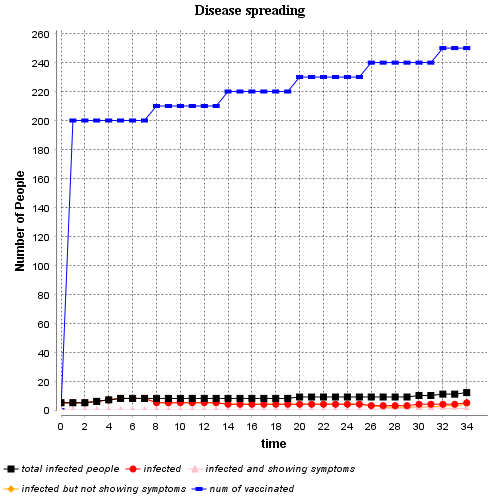 Disease spreading
260
240
220
200
180
160
140
120
100
80
60
40
20
0
Number of People
0 2 4 6 8 10 12 14 16 18 20 22 24 26 28 30 32 34
time
total infected people infected infected and showing symptoms
infected but not showing symptoms num of vaccinated